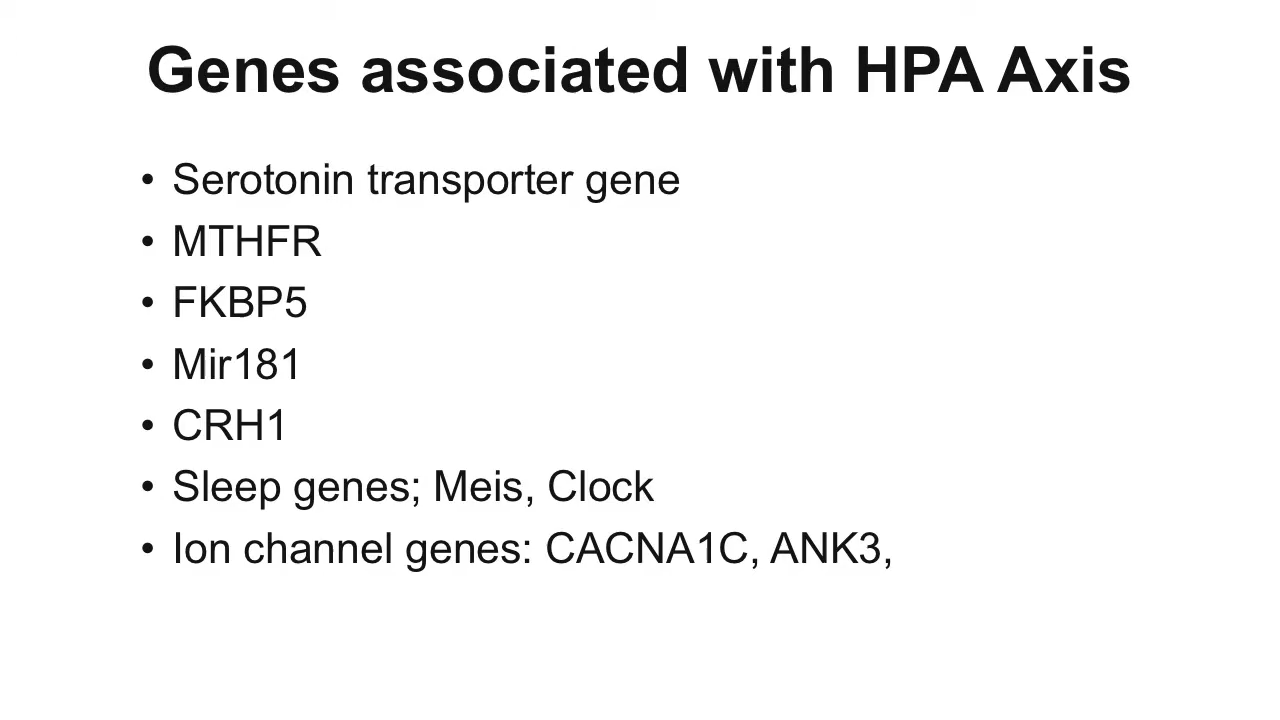 Genes associated with HPA Axis
• Serotonin transporter gene
• MTHFR
• FKBP5
• Mir181
• CRH1
• Sleep genes; Meis, Clock
• Ion channel genes: CACNA1C, ANK3,